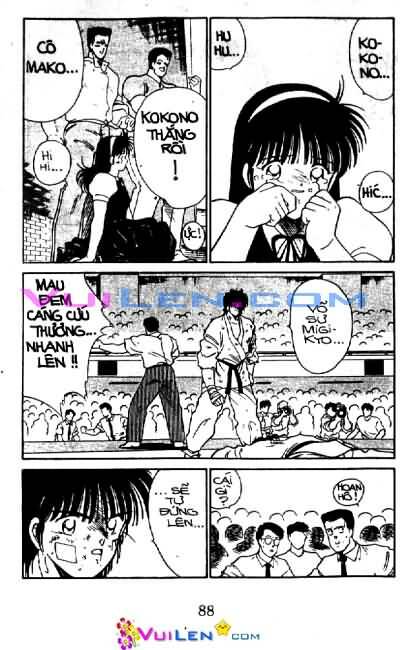 KO-
KO-
NO...
HU
HU...
HÍC...
CÔ
MAKO...
KOKONO
THẮNG
RỒI
!
HI
HI...
ỰC!
VÕ
SƯ
MIGI-
KYO...
MAU
ĐEM
CÁNG CỨU
THƯƠNG...
NHANH
LÊN !!
VUILEN.COM
HOAN
HÔ!
CÁI
GÌ?
...SẼ
TỰ
ĐỨNG
LÊN...
88
VUILEN.COM